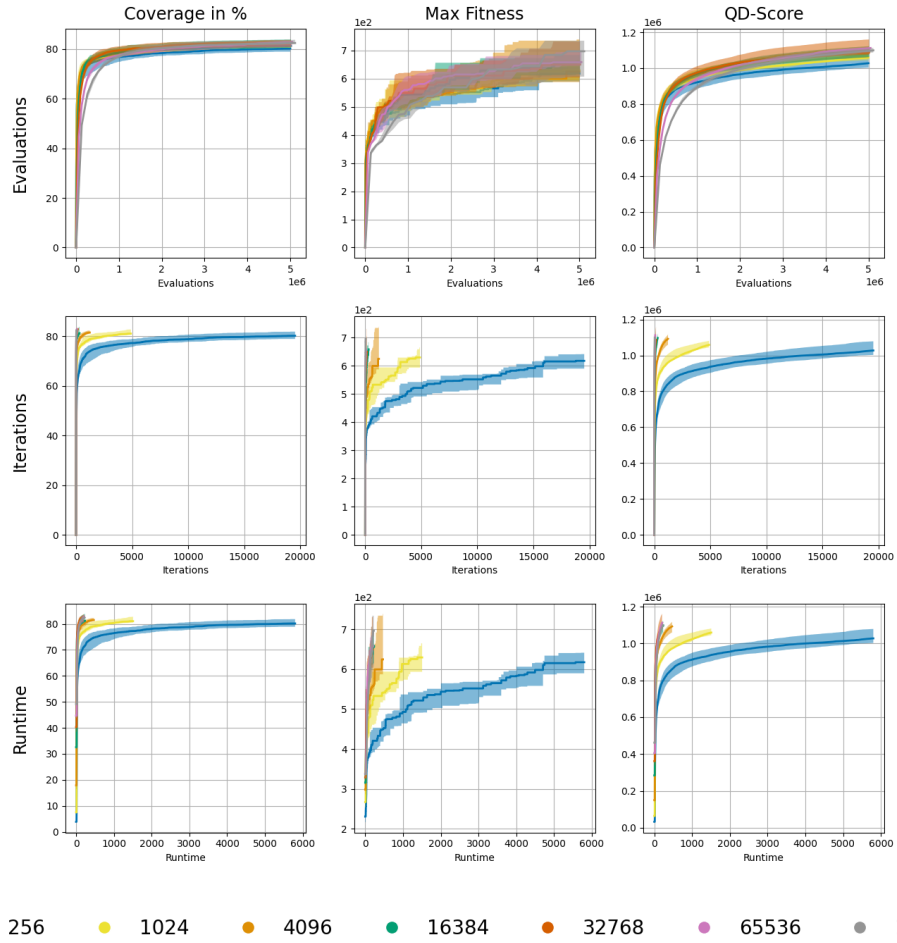 Coverage in %
Max Fitness
QD-Score
Evaluations
80
60
40
20
0
0 1 2 3 4 5
Evaluations
1e6
1e2
7
6
5
4
3
2
1
0
0 1 2 3 4 5
Evaluations
1e6
1e6
1.2
1.0
0.8
0.6
0.4
0.2
0.0
0 1 2 3 4 5
Evaluations
1e6
Iterations
80
60
40
20
0
0 5000 10000 15000 20000
Iterations
1e2
7
6
5
4
3
2
1
0
0 5000 10000 15000 20000
Iterations
1e6
1.2
1.0
0.8
0.6
0.4
0.2
0.0
0 5000 10000 15000 20000
Iterations
Runtime
80
70
60
50
40
30
20
10
0
0 1000 2000 3000 4000 5000 6000
Runtime
1e2
7
6
5
4
3
2
0 1000 2000 3000 4000 5000 6000
Runtime
1e6
1.2
1.0
0.8
0.6
0.4
0.2
0.0
0 1000 2000 3000 4000 5000 6000
Runtime
256 1024 4096 16384 32768 65536